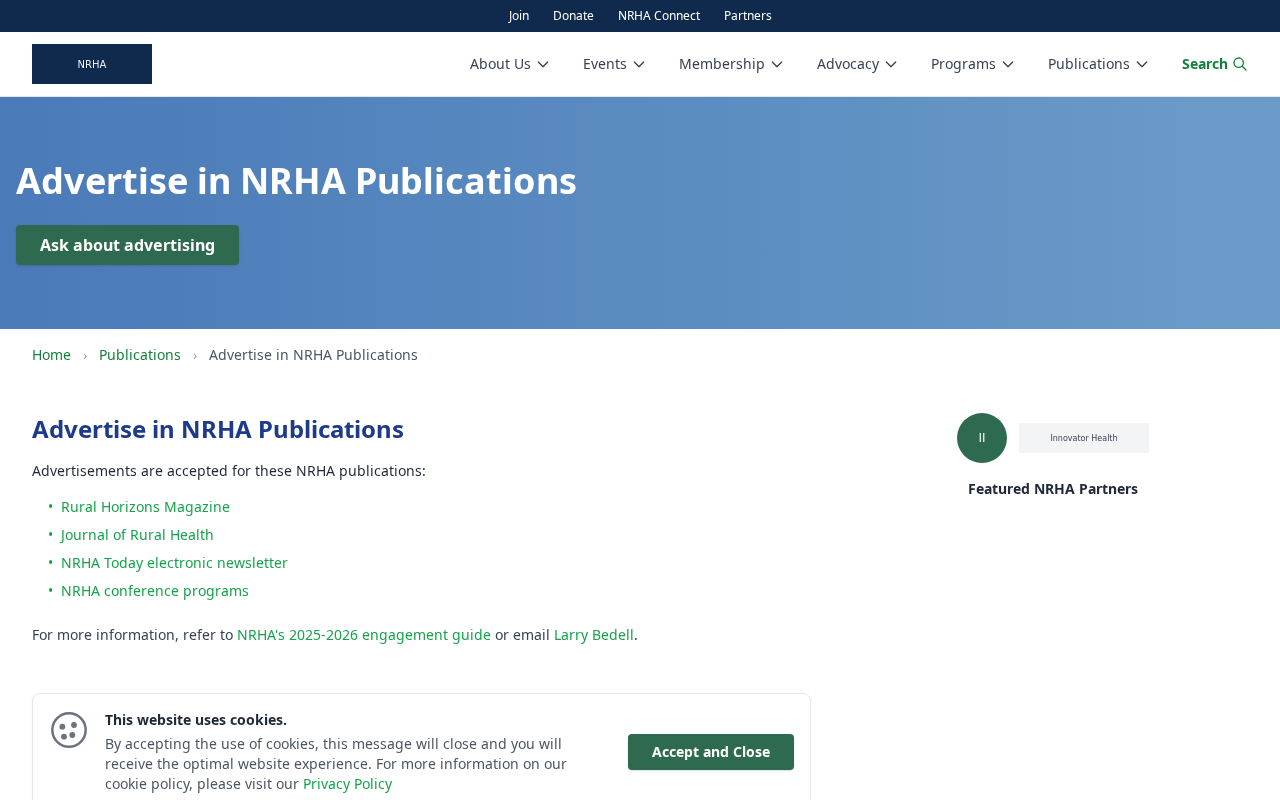 Join Donate NRHA Connect Partners
NRHA
About Us Events Membership Advocacy Programs Publications Search
Advertise in NRHA Publications
Ask about advertising
Home › Publications › Advertise in NRHA Publications
Advertise in NRHA Publications
Advertisements are accepted for these NRHA publications:
• Rural Horizons Magazine
• Journal of Rural Health
• NRHA Today electronic newsletter
• NRHA conference programs
For more information, refer to NRHA's 2025-2026 engagement guide or email Larry Bedell.
II
Innovator Health
Featured NRHA Partners
This website uses cookies.
By accepting the use of cookies, this message will close and you will
receive the optimal website experience. For more information on our
cookie policy, please visit our Privacy Policy
Accept and Close